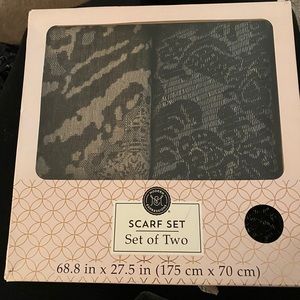 SCARF SET
Set of Two
68.8 in x 27.5 in (175 cm x 70 cm)